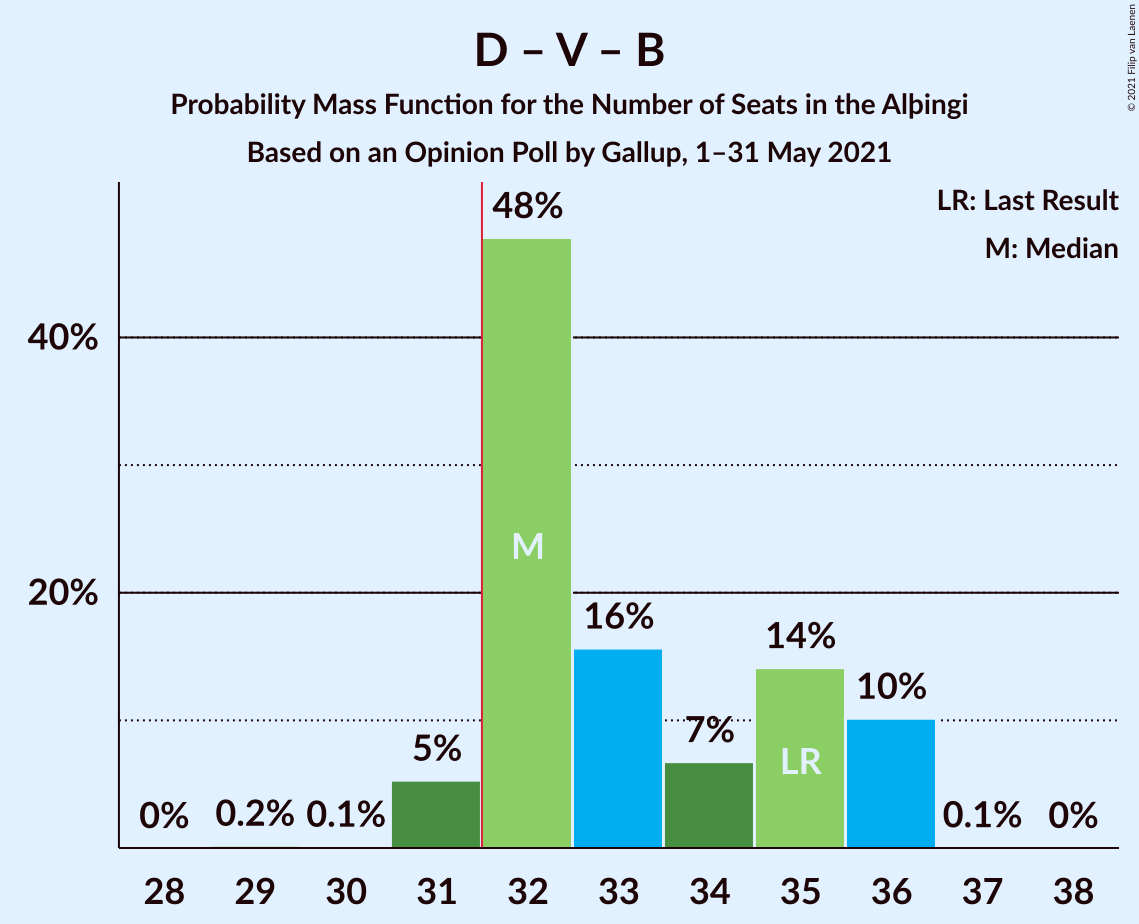 D – V – B
Probability Mass Function for the Number of Seats in the Alþingi
Based on an Opinion Poll by Gallup, 1–31 May 2021
© 2021 Filip van Laenen
LR: Last Result
M: Median
48%
40%
M
20%
16%
14%
10%
7%
5%
LR
0%
0.2%
0.1%
0.1%
0%
28 29 30 31 32 33 34 35 36 37 38